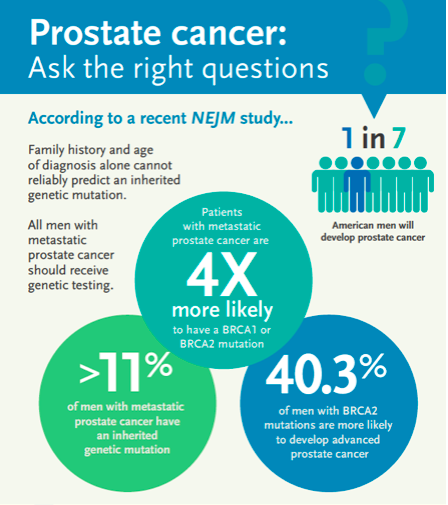 Prostate cancer:
Ask the right questions
?
According to a recent NEJM study...
Family history and age
of diagnosis alone cannot
reliably predict an inherited
genetic mutation.
All men with
metastatic
prostate cancer
should receive
genetic testing.
1 in 7
American men will
develop prostate cancer
Patients
with metastatic
prostate cancer are
4X
more likely
to have a BRCA1 or
BRCA2 mutation
>11%
of men with metastatic
prostate cancer have
an inherited
genetic mutation
40.3%
of men with BRCA2
mutations are more likely
to develop advanced
prostate cancer